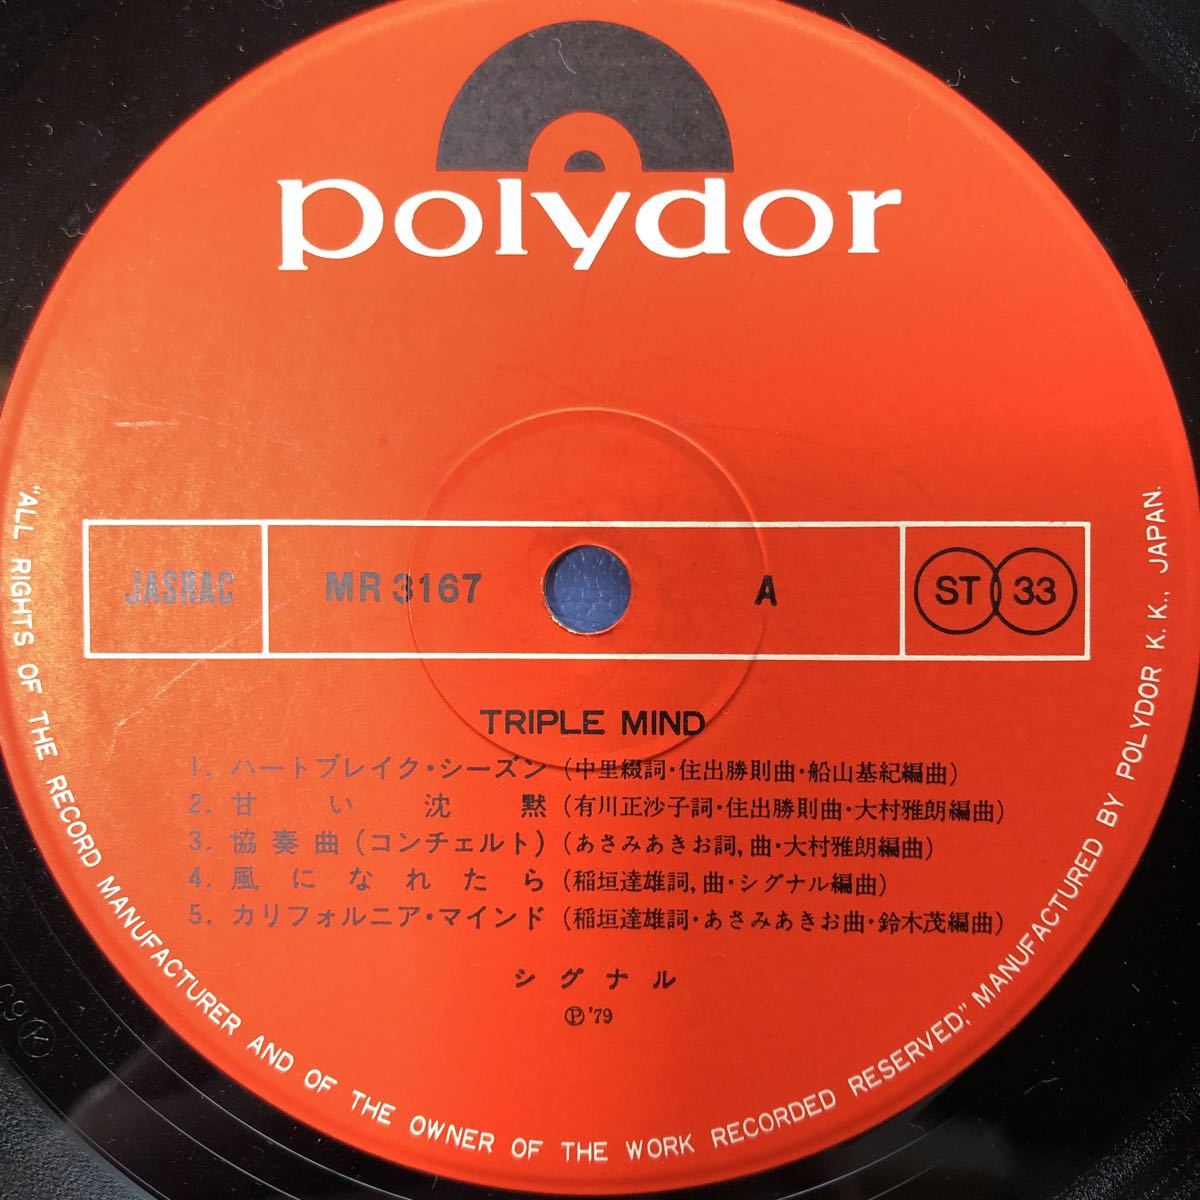 polydor
JASRAC MR 3167 A ST 33
TRIPLE MIND
1. ハートブレイク・シーズン (中里綴詞・住出勝則曲・船山基紀編曲)
2. 甘い沈黙 (有川正沙子詞・住出勝則曲・大村雅朗編曲)
3. 協奏曲(コンチェルト) (あさみあきお詞,曲・大村雅朗編曲)
4. 風になれたら (稲垣達雄詞,曲・シグナル編曲)
5. カリフォルニア・マインド (稲垣達雄詞・あさみあきお曲・鈴木茂編曲)
シグナル
Ⓟ'79
"ALL RIGHTS OF THE RECORD MANUFACTURER AND OF THE OWNER OF THE WORK RECORDED RESERVED," MANUFACTURED BY POLYDOR K.K., JAPAN.